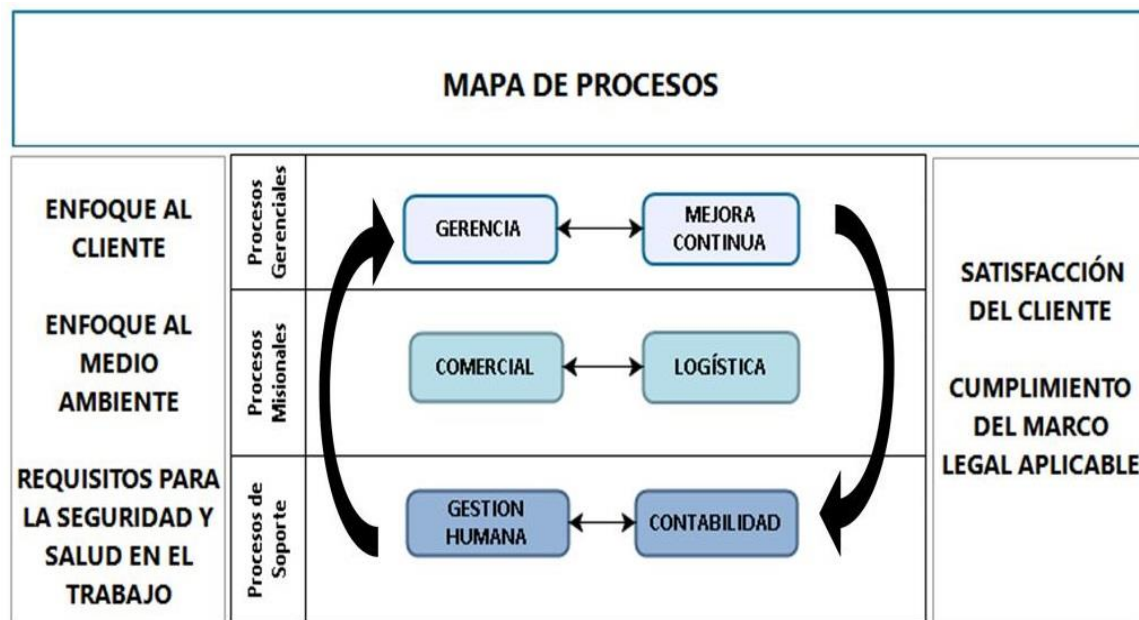 MAPA DE PROCESOS
ENFOQUE AL
CLIENTE
ENFOQUE AL
MEDIO
AMBIENTE
REQUISITOS PARA
LA SEGURIDAD Y
SALUD EN EL
TRABAJO
Procesos
Gerenciales
GERENCIA
MEJORA
CONTINUA
Procesos
Misionales
COMERCIAL
LOGÍSTICA
Procesos de
Soporte
GESTION
HUMANA
CONTABILIDAD
SATISFACCIÓN
DEL CLIENTE
CUMPLIMIENTO
DEL MARCO
LEGAL APLICABLE